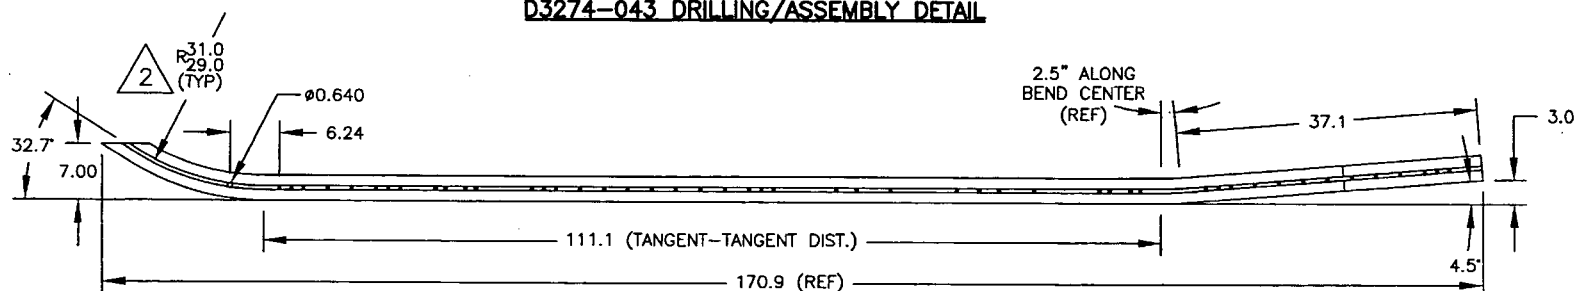 D3274-043 DRILLING/ASSEMBLY DETAIL
2
R31.0
29.0
(TYP)
ø0.640
6.24
32.7°
7.00
2.5" ALONG
BEND CENTER
(REF)
37.1
3.0
111.1 (TANGENT-TANGENT DIST.)
4.5°
170.9 (REF)